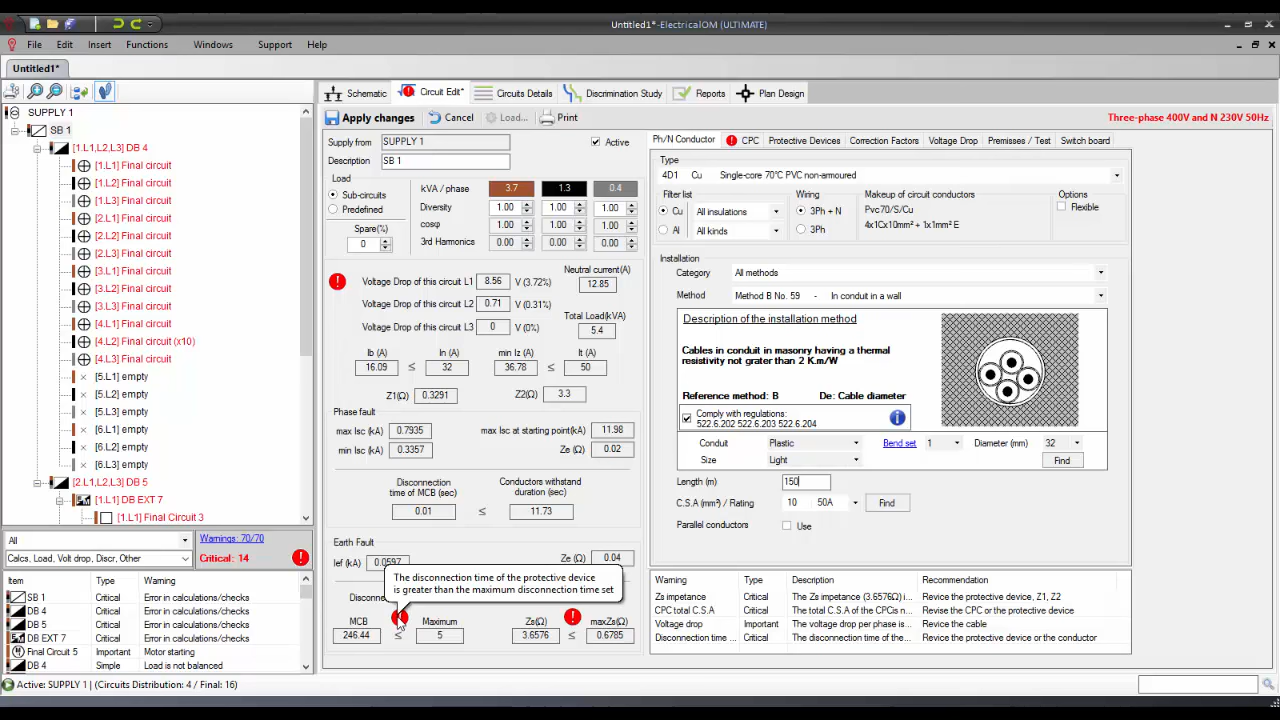 Untitled1* -ElectricalOM (ULTIMATE)
File Edit Insert Functions Windows Support Help
Untitled1*
Schematic Circuit Edit* Circuits Details Discrimination Study Reports Plan Design
Apply changes Cancel Load... Print Three-phase 400V and N 230V 50Hz
SUPPLY 1
SB 1
[1.L1,L2,L3] DB 4
[1.L1] Final circuit
[1.L2] Final circuit
[1.L3] Final circuit
[2.L1] Final circuit
[2.L2] Final circuit
[2.L3] Final circuit
[3.L1] Final circuit
[3.L2] Final circuit
[3.L3] Final circuit
[4.L1] Final circuit
[4.L2] Final circuit (x10)
[4.L3] Final circuit
[5.L1] empty
[5.L2] empty
[5.L3] empty
[6.L1] empty
[6.L2] empty
[6.L3] empty
[2.L1,L2,L3] DB 5
[1.L1] DB EXT 7
[1.L1] Final Circuit 3
All
Calcs, Load, Volt drop, Discr, Other
Warnings: 70/70
Critical: 14
Item Type Warning
SB 1 Critical Error in calculations/checks
DB 4 Critical Error in calculations/checks
DB 5 Critical Error in calculations/checks
DB EXT 7 Critical Error in calculations/checks
Final Circuit 5 Important Motor starting
DB 4 Simple Load is not balanced
Supply from SUPPLY 1 Active
Description SB 1
Load
Sub-circuits
Predefined
Spare(%)
0
kVA / phase 3.7 1.3 0.4
Diversity 1.00 1.00 1.00
cosφ 1.00 1.00 1.00
3rd Harmonics 0.00 0.00 0.00
Voltage Drop of this circuit L1 8.56 V (3.72%)
Voltage Drop of this circuit L2 0.71 V (0.31%)
Voltage Drop of this circuit L3 0 V (0%)
Neutral current(A)
12.85
Total Load(kVA)
5.4
Ib (A) In (A) min Iz (A) It (A)
16.09 ≤ 32 36.78 ≤ 50
Z1(Ω) 0.3291 Z2(Ω) 3.3
Phase fault
max Isc (kA) 0.7935 max Isc at starting point(kA) 11.98
min Isc (kA) 0.3357 Ze (Ω) 0.02
Disconnection time of MCB (sec) Conductors withstand duration (sec)
0.01 ≤ 11.73
Earth Fault
Ief (kA) 0.0597 Ze (Ω) 0.04
The disconnection time of the protective device
is greater than the maximum disconnection time set
Disconne
MCB Maximum Zs(Ω) maxZs(Ω)
246.44 ≤ 5 3.6576 ≤ 0.6785
Ph/N Conductor CPC Protective Devices Correction Factors Voltage Drop Premises / Test Switch board
Type
4D1 Cu Single-core 70°C PVC non-armoured
Filter list Wiring Makeup of circuit conductors Options
Cu All insulations 3Ph + N Pvc70/S/Cu Flexible
Al All kinds 3Ph 4x1Cx10mm² + 1x1mm² E
Installation
Category All methods
Method Method B No. 59 - In conduit in a wall
Description of the installation method
Cables in conduit in masonry having a thermal
resistivity not grater than 2 K.m/W
Reference method: B De: Cable diameter
Comply with regulations:
522.6.202 522.6.203 522.6.204
Conduit Plastic Bend set 1 Diameter (mm) 32
Size Light Find
Length (m) 150
C.S.A (mm²) / Rating 10 50A Find
Parallel conductors Use
Warning Type Description Recommendation
Zs impetance Critical The Zs impetance (3.6576Ω) i... Revice the protective device, Z1, Z2
CPC total C.S.A Critical The total C.S.A of the CPCs n... Revise the CPC or the protective device
Voltage drop Important The voltage drop per phase is... Revice the cable
Disconnection time ... Critical The disconnection time of the... Revice the protective device or the conductor
Active: SUPPLY 1 | (Circuits Distribution: 4 / Final: 16)